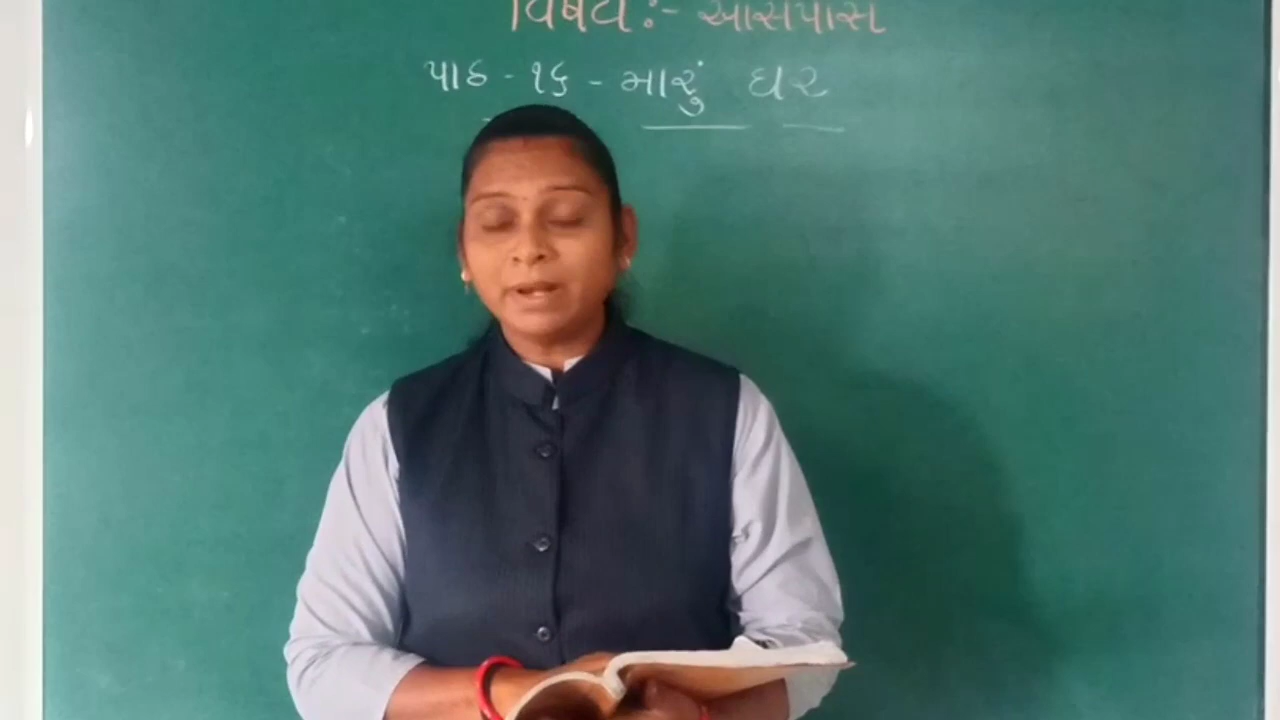 વિષય :- આસપાસ
પાઠ - ૧૬ - મારું ઘર